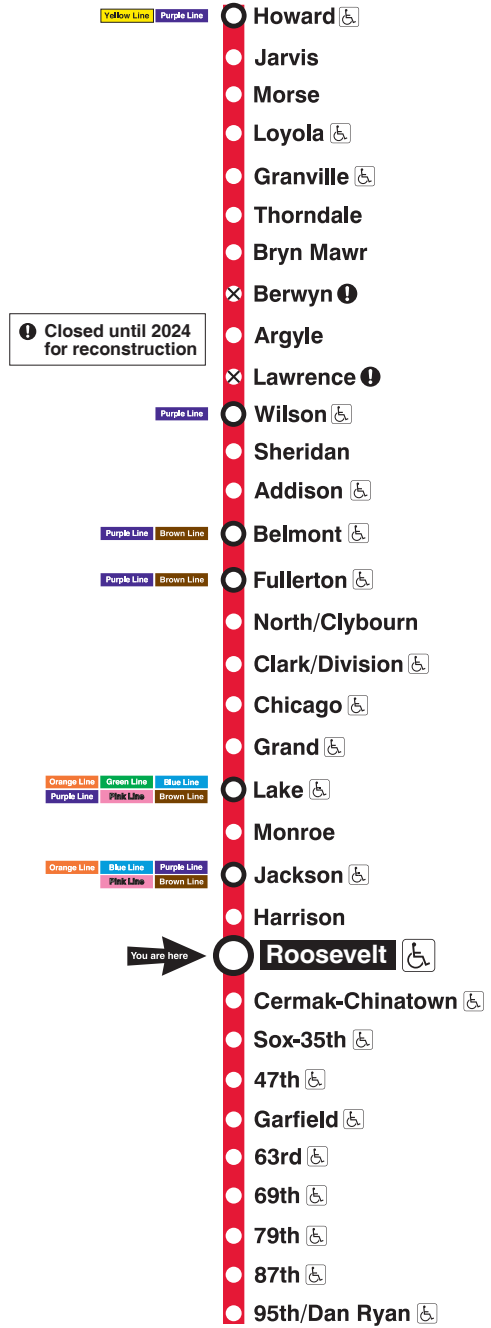 Yellow Line Purple Line Howard
Jarvis
Morse
Loyola
Granville
Thorndale
Bryn Mawr
Berwyn !
! Closed until 2024
for reconstruction
Argyle
Lawrence !
Purple Line Wilson
Sheridan
Addison
Purple Line Brown Line Belmont
Purple Line Brown Line Fullerton
North/Clybourn
Clark/Division
Chicago
Grand
Orange Line Green Line Blue Line
Purple Line Pink Line Brown Line
Lake
Monroe
Orange Line Blue Line Purple Line
Pink Line Brown Line
Jackson
Harrison
You are here Roosevelt
Cermak-Chinatown
Sox-35th
47th
Garfield
63rd
69th
79th
87th
95th/Dan Ryan